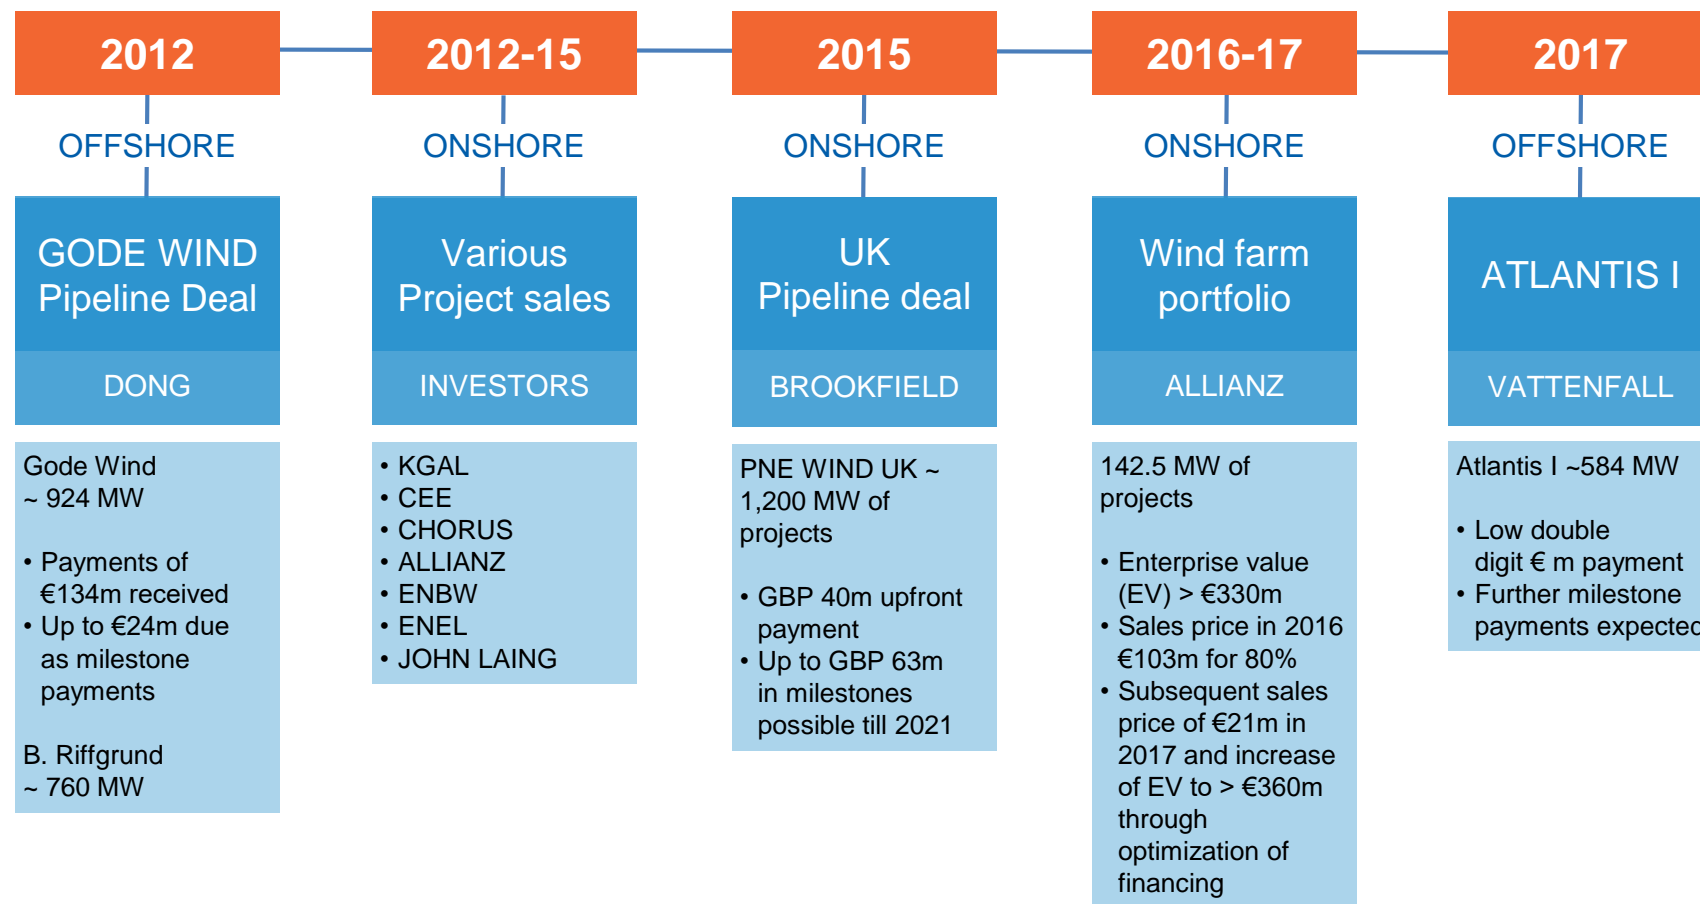 2012
OFFSHORE
GODE WIND
Pipeline Deal
DONG
Gode Wind
~ 924 MW
• Payments of
€134m received
• Up to €24m due
as milestone
payments
B. Riffgrund
~ 760 MW
2012-15
ONSHORE
Various
Project sales
INVESTORS
• KGAL
• CEE
• CHORUS
• ALLIANZ
• ENBW
• ENEL
• JOHN LAING
2015
ONSHORE
UK
Pipeline deal
BROOKFIELD
PNE WIND UK ~
1,200 MW of
projects
• GBP 40m upfront
payment
• Up to GBP 63m
in milestones
possible till 2021
2016-17
ONSHORE
Wind farm
portfolio
ALLIANZ
142.5 MW of
projects
• Enterprise value
(EV) > €330m
• Sales price in 2016
€103m for 80%
• Subsequent sales
price of €21m in
2017 and increase
of EV to > €360m
through
optimization of
financing
2017
OFFSHORE
ATLANTIS I
VATTENFALL
Atlantis I ~584 MW
• Low double
digit € m payment
• Further milestone
payments expected